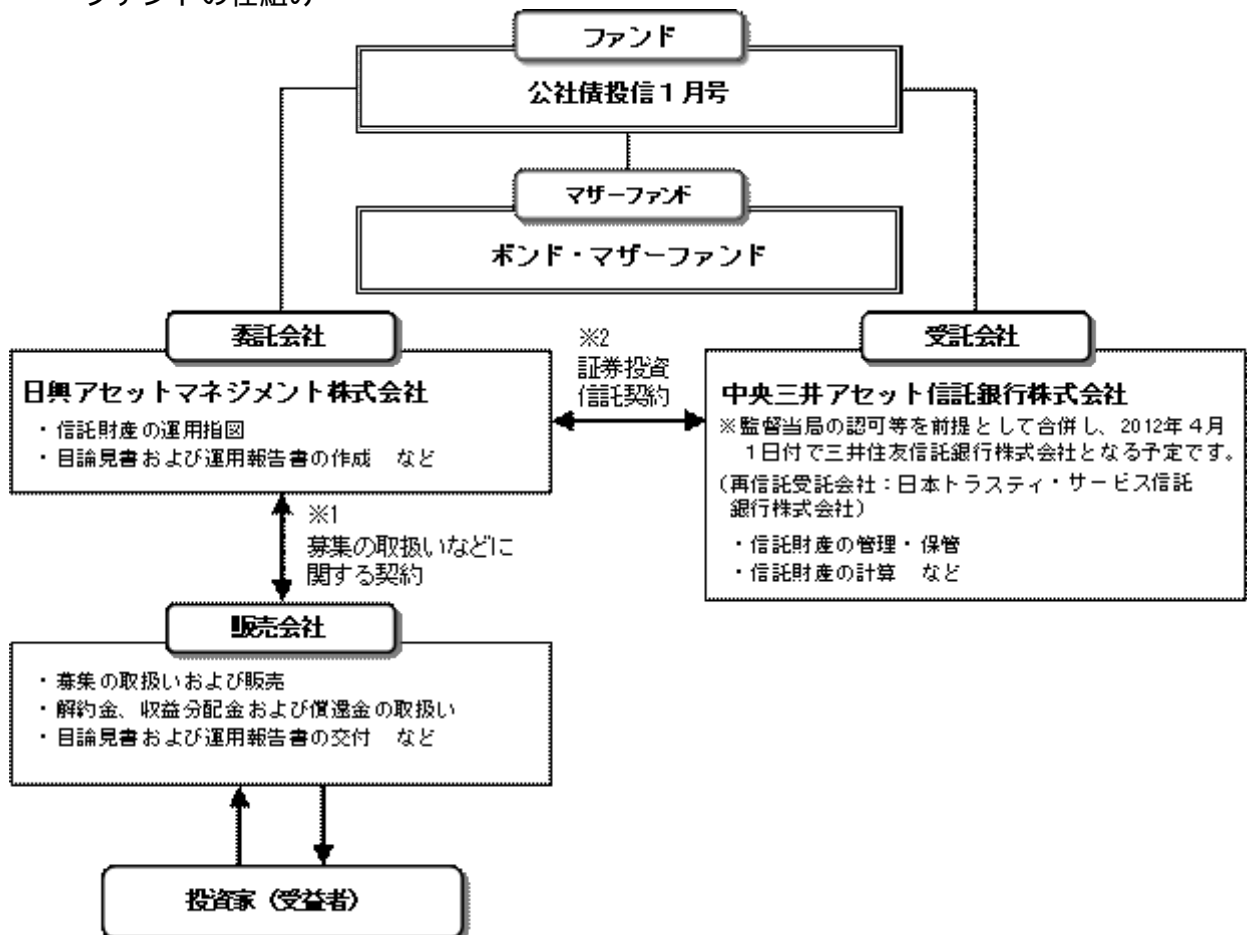 ファンドの仕組み
ファンド
公社債投信１月号
マザーファンド
ボンド・マザーファンド
委託会社
日興アセットマネジメント株式会社
・信託財産の運用指図
・目論見書および運用報告書の作成　など
※2
証券投資
信託契約
受託会社
中央三井アセット信託銀行株式会社
※監督当局の認可等を前提として合併し、2012年４月
１日付で三井住友信託銀行株式会社となる予定です。
（再信託受託会社：日本トラスティ・サービス信託
銀行株式会社）
・信託財産の管理・保管
・信託財産の計算　など
※1
募集の取扱いなどに
関する契約
販売会社
・募集の取扱いおよび販売
・解約金、収益分配金および償還金の取扱い
・目論見書および運用報告書の交付　など
投資家（受益者）